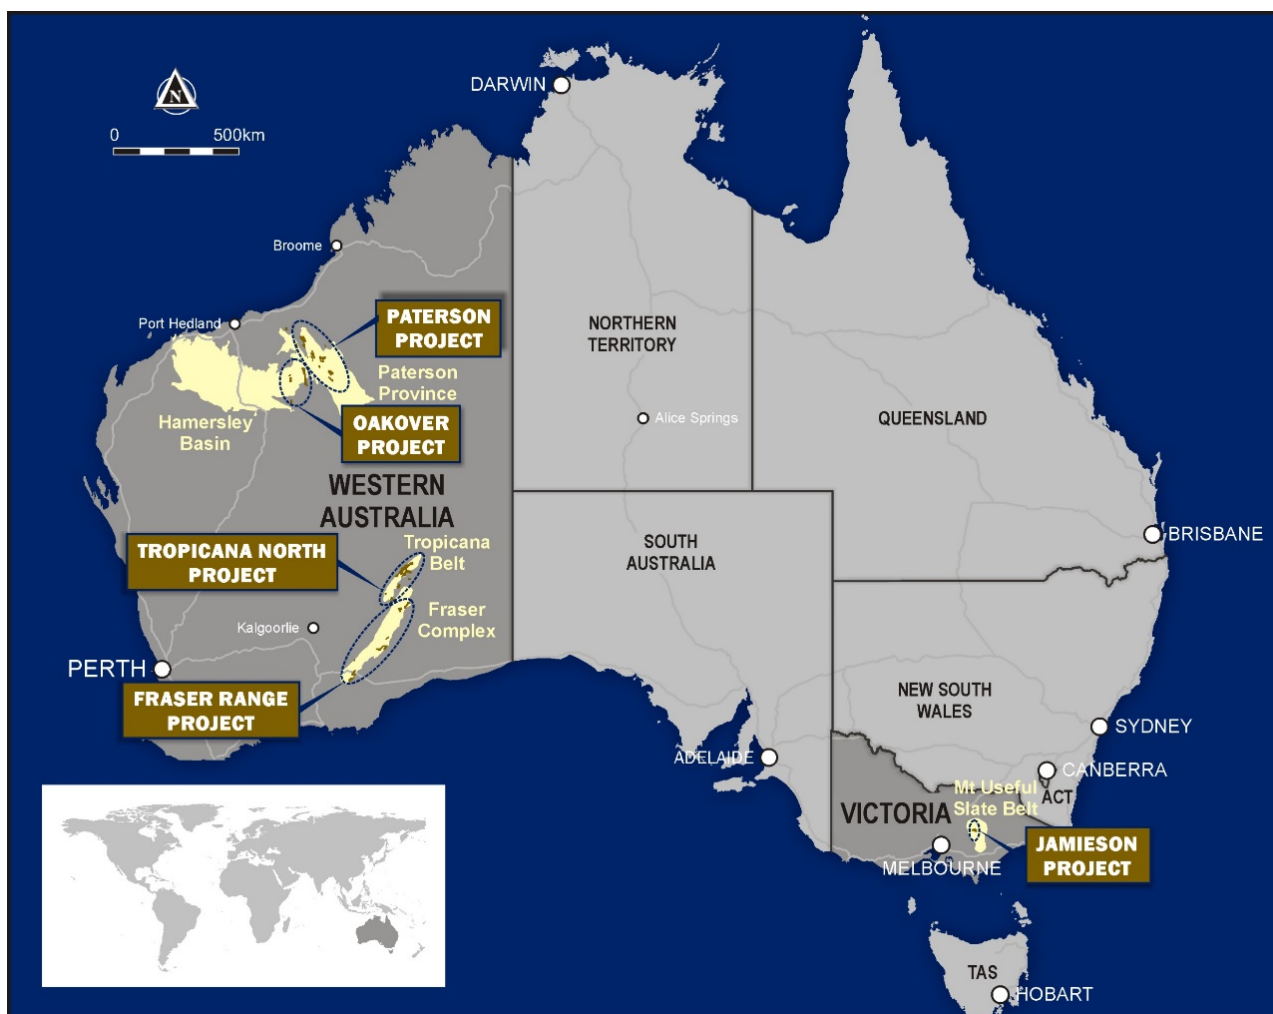 DARWIN
N
0 500km
Broome
Port Hedland
PATERSON
PROJECT
NORTHERN
TERRITORY
Paterson
Province
Hamersley
Basin
OAKOVER
PROJECT
Alice Springs
QUEENSLAND
WESTERN
AUSTRALIA
TROPICANA NORTH
PROJECT
Tropicana
Belt
SOUTH
AUSTRALIA
BRISBANE
Fraser
Complex
Kalgoorlie
PERTH
FRASER RANGE
PROJECT
NEW SOUTH
WALES
SYDNEY
ADELAIDE
CANBERRA
ACT
Mt Useful
Slate Belt
VICTORIA
MELBOURNE
JAMIESON
PROJECT
TAS
HOBART